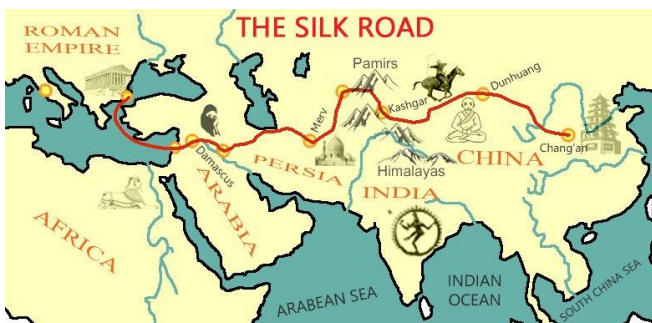 THE SILK ROAD
ROMAN
EMPIRE
Pamirs
Dunhuang
Merv
Kashgar
Chang'an
Damascus
PERSIA
Himalayas
CHINA
ARABIA
INDIA
AFRICA
ARABEAN SEA
INDIAN
OCEAN
SOUTH CHINA SEA